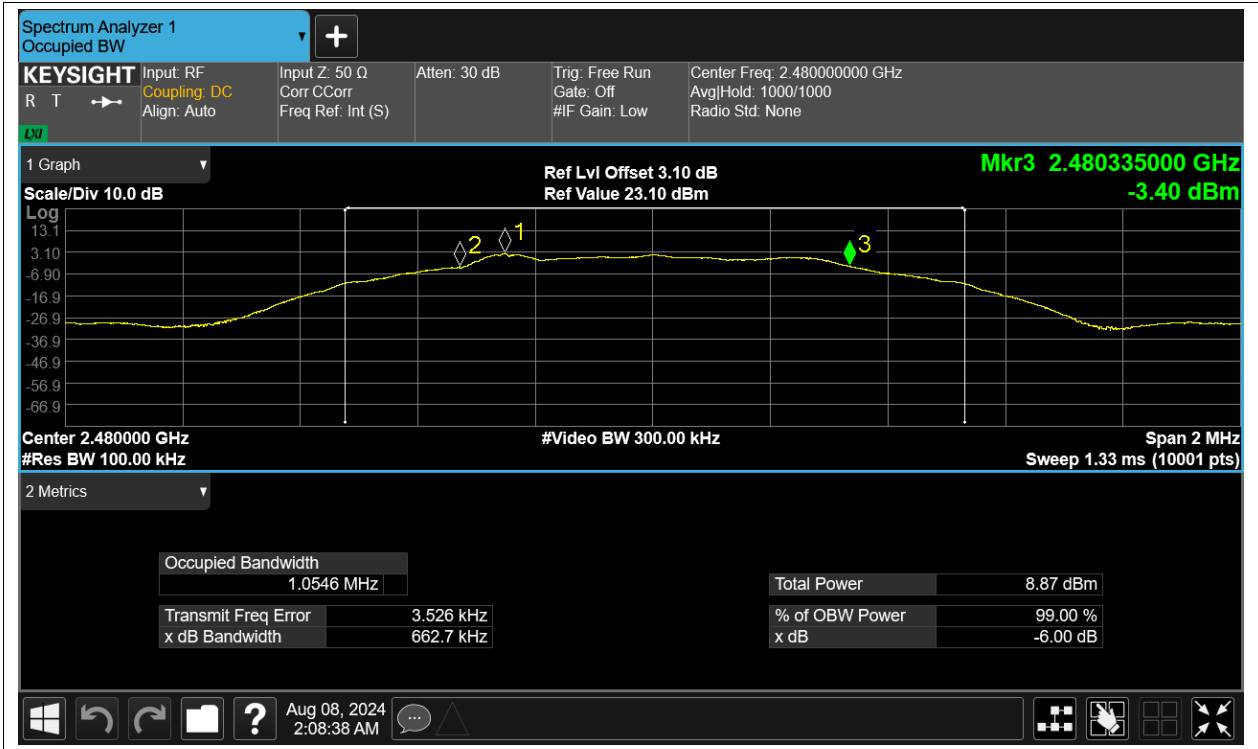 Spectrum Analyzer 1
Occupied BW
KEYSIGHT
R T
LXI
Input: RF
Coupling: DC
Align: Auto
Input Z: 50 Ω
Corr CCorr
Freq Ref: Int (S)
Atten: 30 dB
Trig: Free Run
Gate: Off
#IF Gain: Low
Center Freq: 2.480000000 GHz
Avg|Hold: 1000/1000
Radio Std: None
1 Graph
Scale/Div 10.0 dB
Ref Lvl Offset 3.10 dB
Ref Value 23.10 dBm
Mkr3 2.480335000 GHz
-3.40 dBm
Log
13.1
3.10
-6.90
-16.9
-26.9
-36.9
-46.9
-56.9
-66.9
2
1
3
Center 2.480000 GHz
#Res BW 100.00 kHz
#Video BW 300.00 kHz
Span 2 MHz
Sweep 1.33 ms (10001 pts)
2 Metrics
Occupied Bandwidth
1.0546 MHz
Transmit Freq Error 3.526 kHz
x dB Bandwidth 662.7 kHz
Total Power 8.87 dBm
% of OBW Power 99.00 %
x dB -6.00 dB
?
Aug 08, 2024
2:08:38 AM